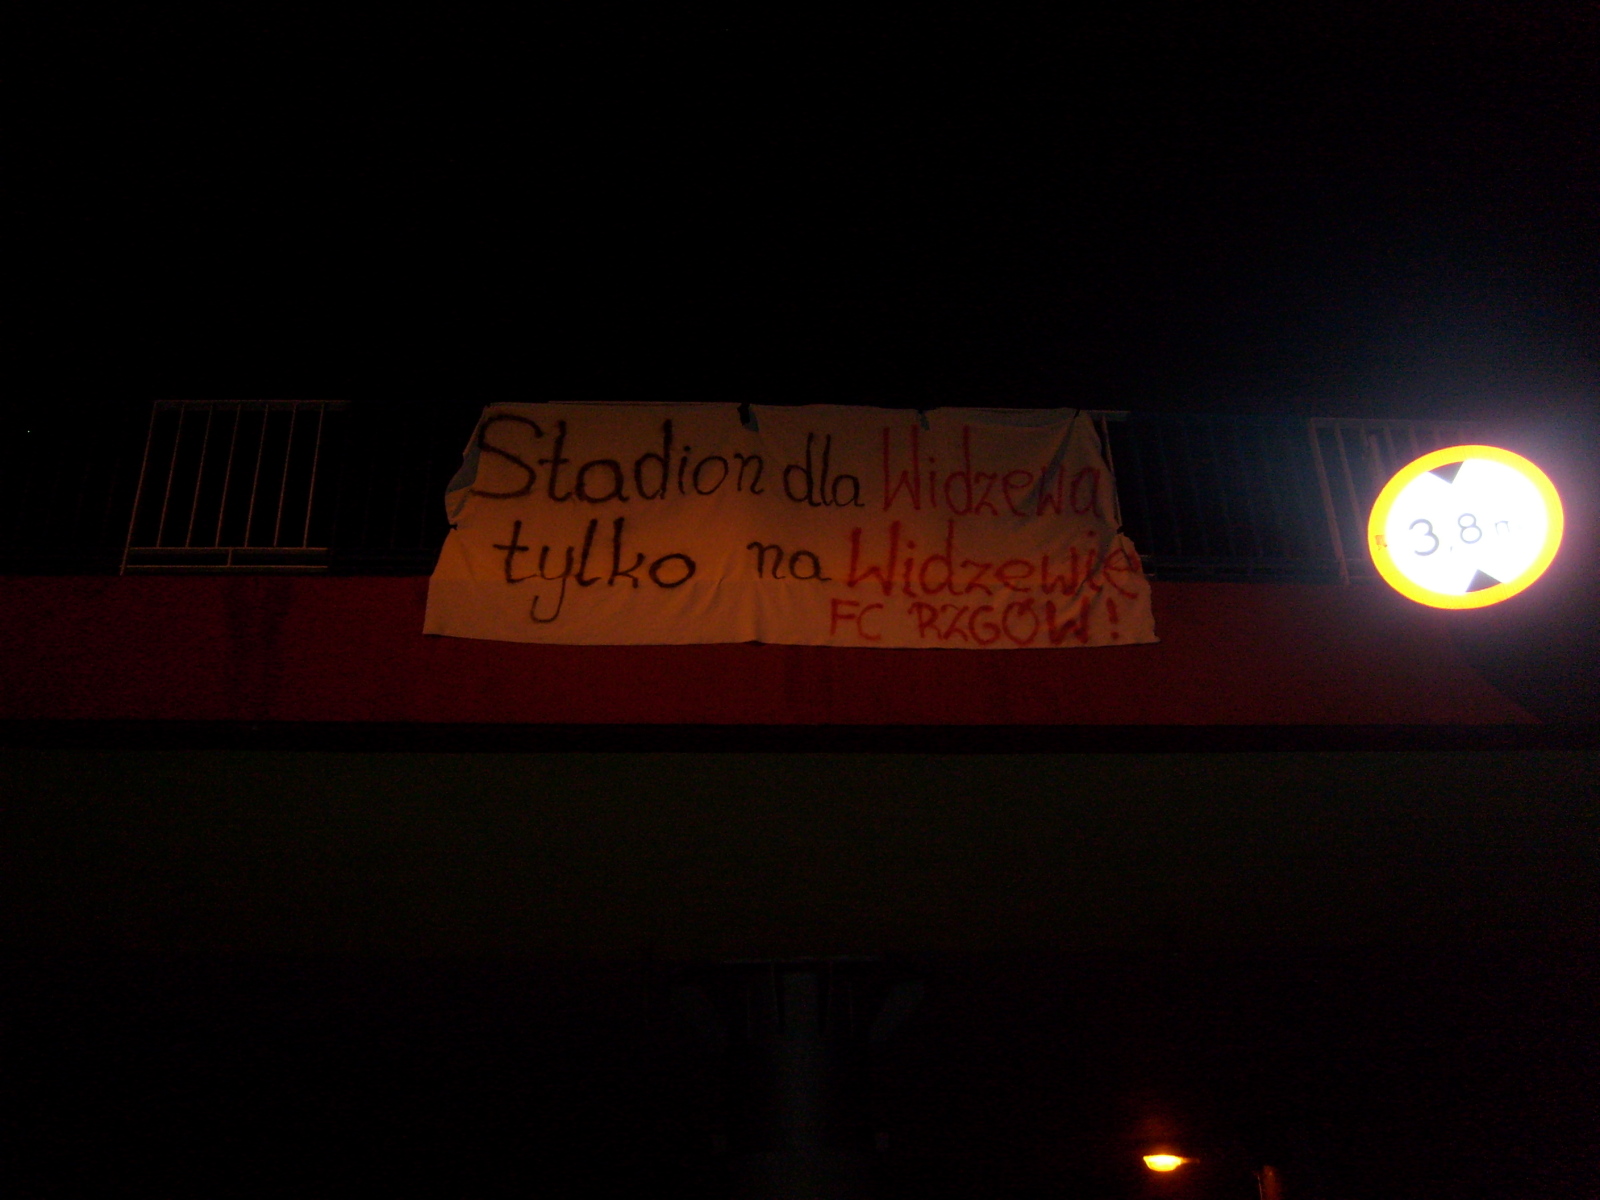 Stadion dla Widzewa
tylko na Widzewie
FC RZGÓW!
3,8 m